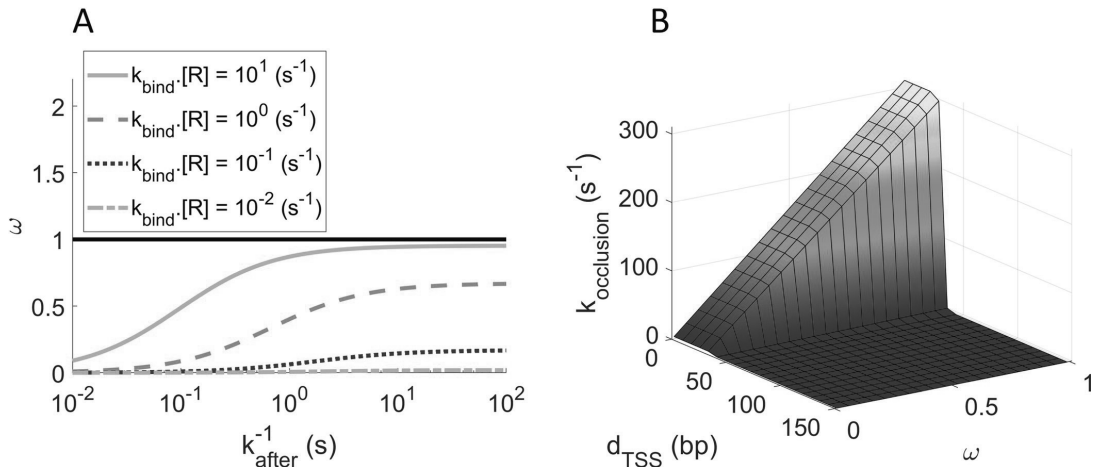 A
k_bind.[R] = 10^1 (s^-1)
k_bind.[R] = 10^0 (s^-1)
k_bind.[R] = 10^-1 (s^-1)
k_bind.[R] = 10^-2 (s^-1)
2
1.5
1
0.5
0
ω
10^-2 10^-1 10^0 10^1 10^2
k_after^-1 (s)
B
300
200
100
0
k_occlusion (s^-1)
0
50
100
150
d_TSS (bp)
0
0.5
1
ω